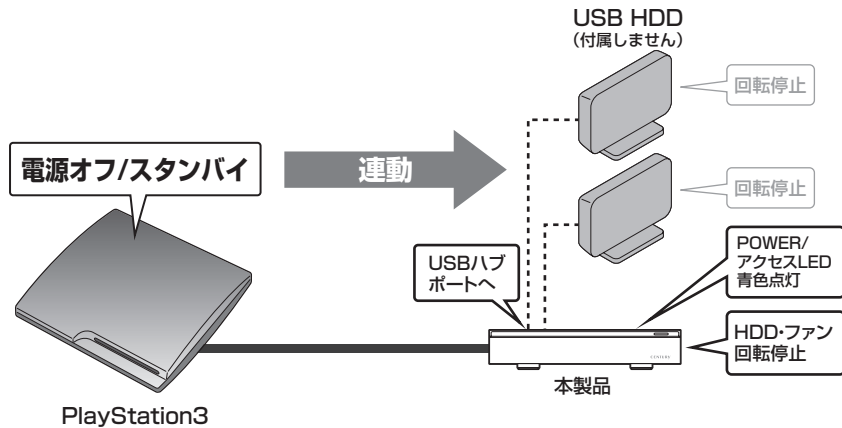 USB HDD
(付属しません)
回転停止
電源オフ/スタンバイ
連動
回転停止
USBハブ
ポートへ
POWER/
アクセスLED
青色点灯
HDD・ファン
回転停止
本製品
PlayStation3